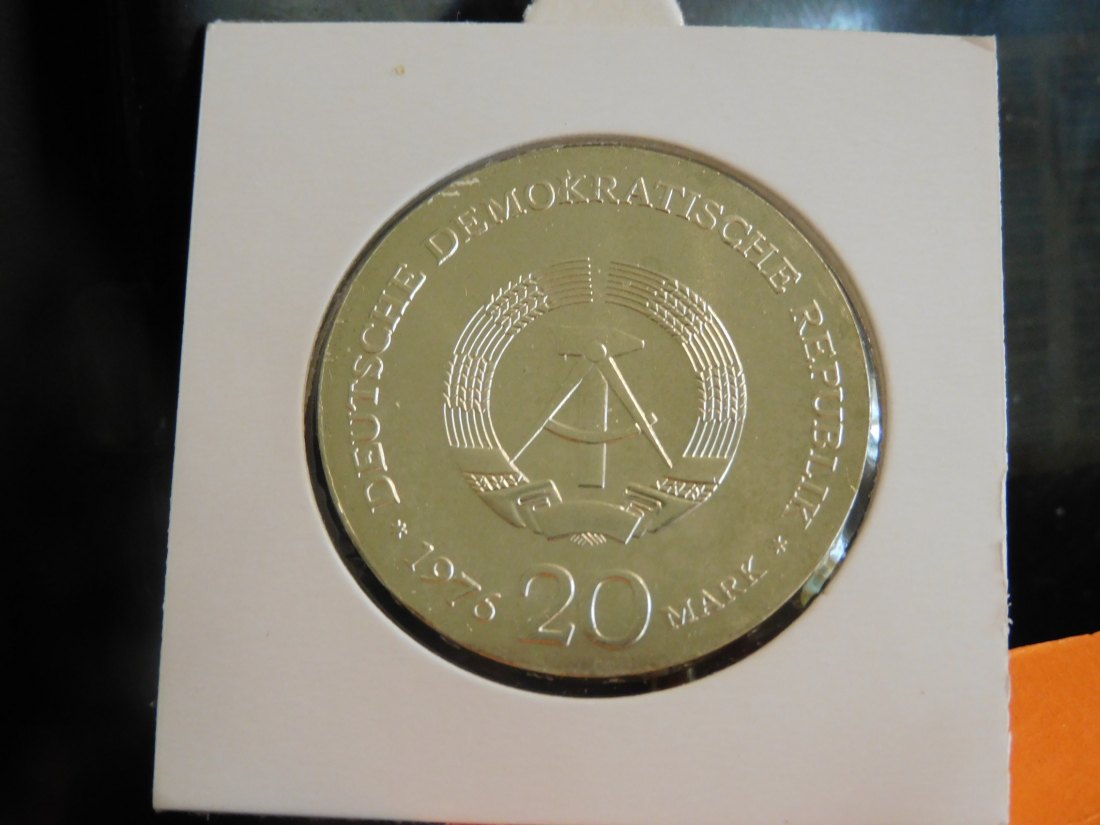 DEUTSCHE DEMOKRATISCHE REPUBLIK
* 1976 20 MARK *